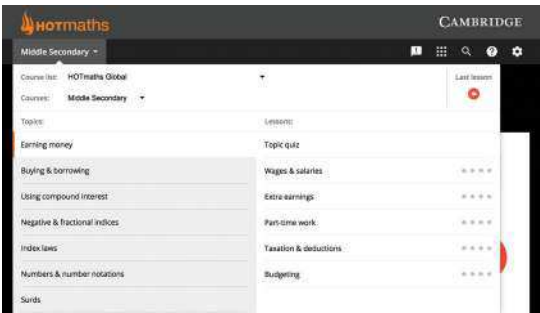 HOTmaths
CAMBRIDGE
Middle Secondary
Course list: HOTmaths Global
Last lesson
Courses: Middle Secondary
Topics:
Lessons:
Earning money
Topic quiz
Buying & borrowing
Wages & salaries
Using compound interest
Extra earnings
Negative & fractional indices
Part-time work
Index laws
Taxation & deductions
Numbers & number notations
Budgeting
Surds